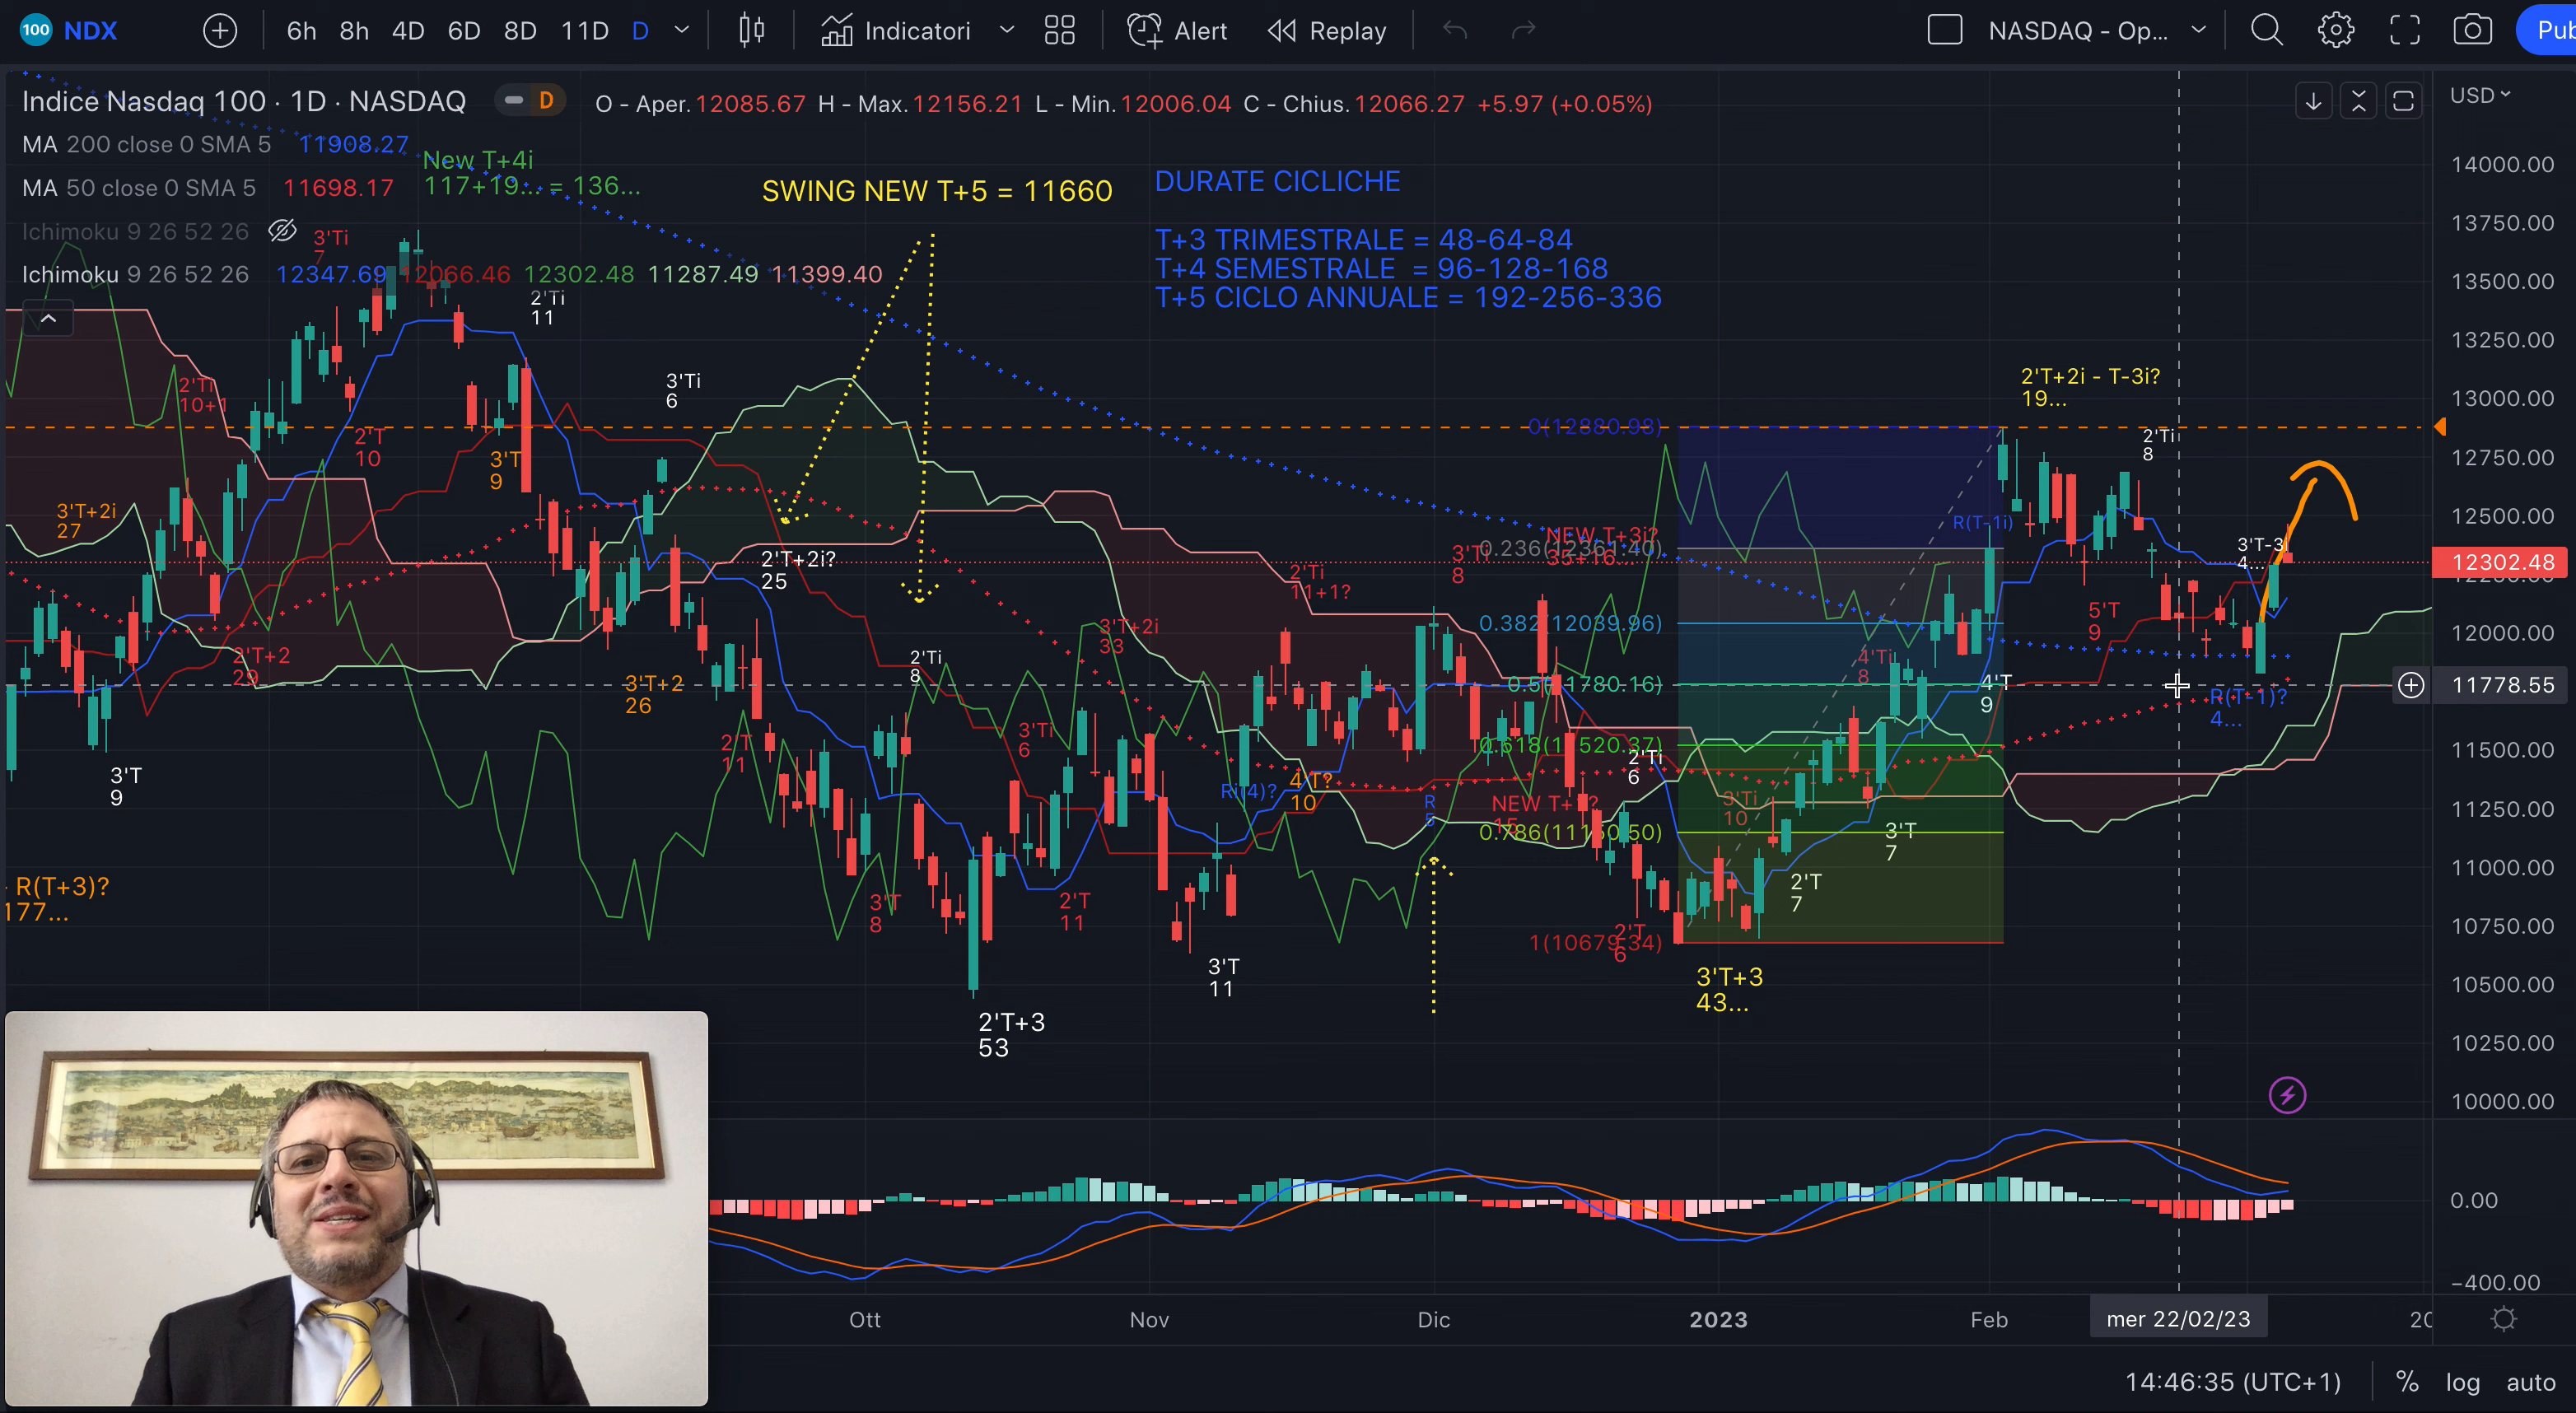 100 NDX 6h 8h 4D 6D 8D 11D D Indicatori Alert Replay NASDAQ - Op... Pub
Indice Nasdaq 100 · 1D · NASDAQ D O - Aper. 12085.67 H - Max. 12156.21 L - Min. 12006.04 C - Chius. 12066.27 +5.97 (+0.05%)
USD
MA 200 close 0 SMA 5 11908.27
MA 50 close 0 SMA 5 11698.17
Ichimoku 9 26 52 26
Ichimoku 9 26 52 26 12347.69 12066.46 12302.48 11287.49 11399.40
New T+4i
117+19... = 136...
SWING NEW T+5 = 11660
DURATE CICLICHE
T+3 TRIMESTRALE = 48-64-84
T+4 SEMESTRALE = 96-128-168
T+5 CICLO ANNUALE = 192-256-336
3'Ti
7
2'Ti
11
2'Ti
10+1
2'T
10
3'T
9
3'Ti
6
3'T+2i
27
2'T+2
29
3'T
9
R(T+3)?
177...
3'T+2
26
2'T
11
2'T+2i?
25
2'Ti
8
3'T
8
3'Ti
6
2'T
11
3'T+2i
33
2'T+3
53
3'T
11
Ri(4)?
4'T?
10
2'Ti
11+1?
R
5
3'Ti
8
NEW T+3i?
35+16...
0(12880.98)
0.236(12361.40)
0.382(12039.96)
0.5(11780.16)
0.618(11520.37)
0.786(11150.50)
1(10679.34)
2'Ti
6
2'T
6
3'T+3
43...
3'Ti
10
2'T
7
3'T
7
4'Ti
8
4'T
9
R(T-1i)
2'T+2i - T-3i?
19...
2'Ti
8
5'T
9
3'T-3i
4...
R(T-1)?
4...
14000.00
13750.00
13500.00
13250.00
13000.00
12750.00
12500.00
12302.48
12000.00
11778.55
11500.00
11250.00
11000.00
10750.00
10500.00
10250.00
10000.00
0.00
-400.00
Ott Nov Dic 2023 Feb mer 22/02/23
14:46:35 (UTC+1) % log auto